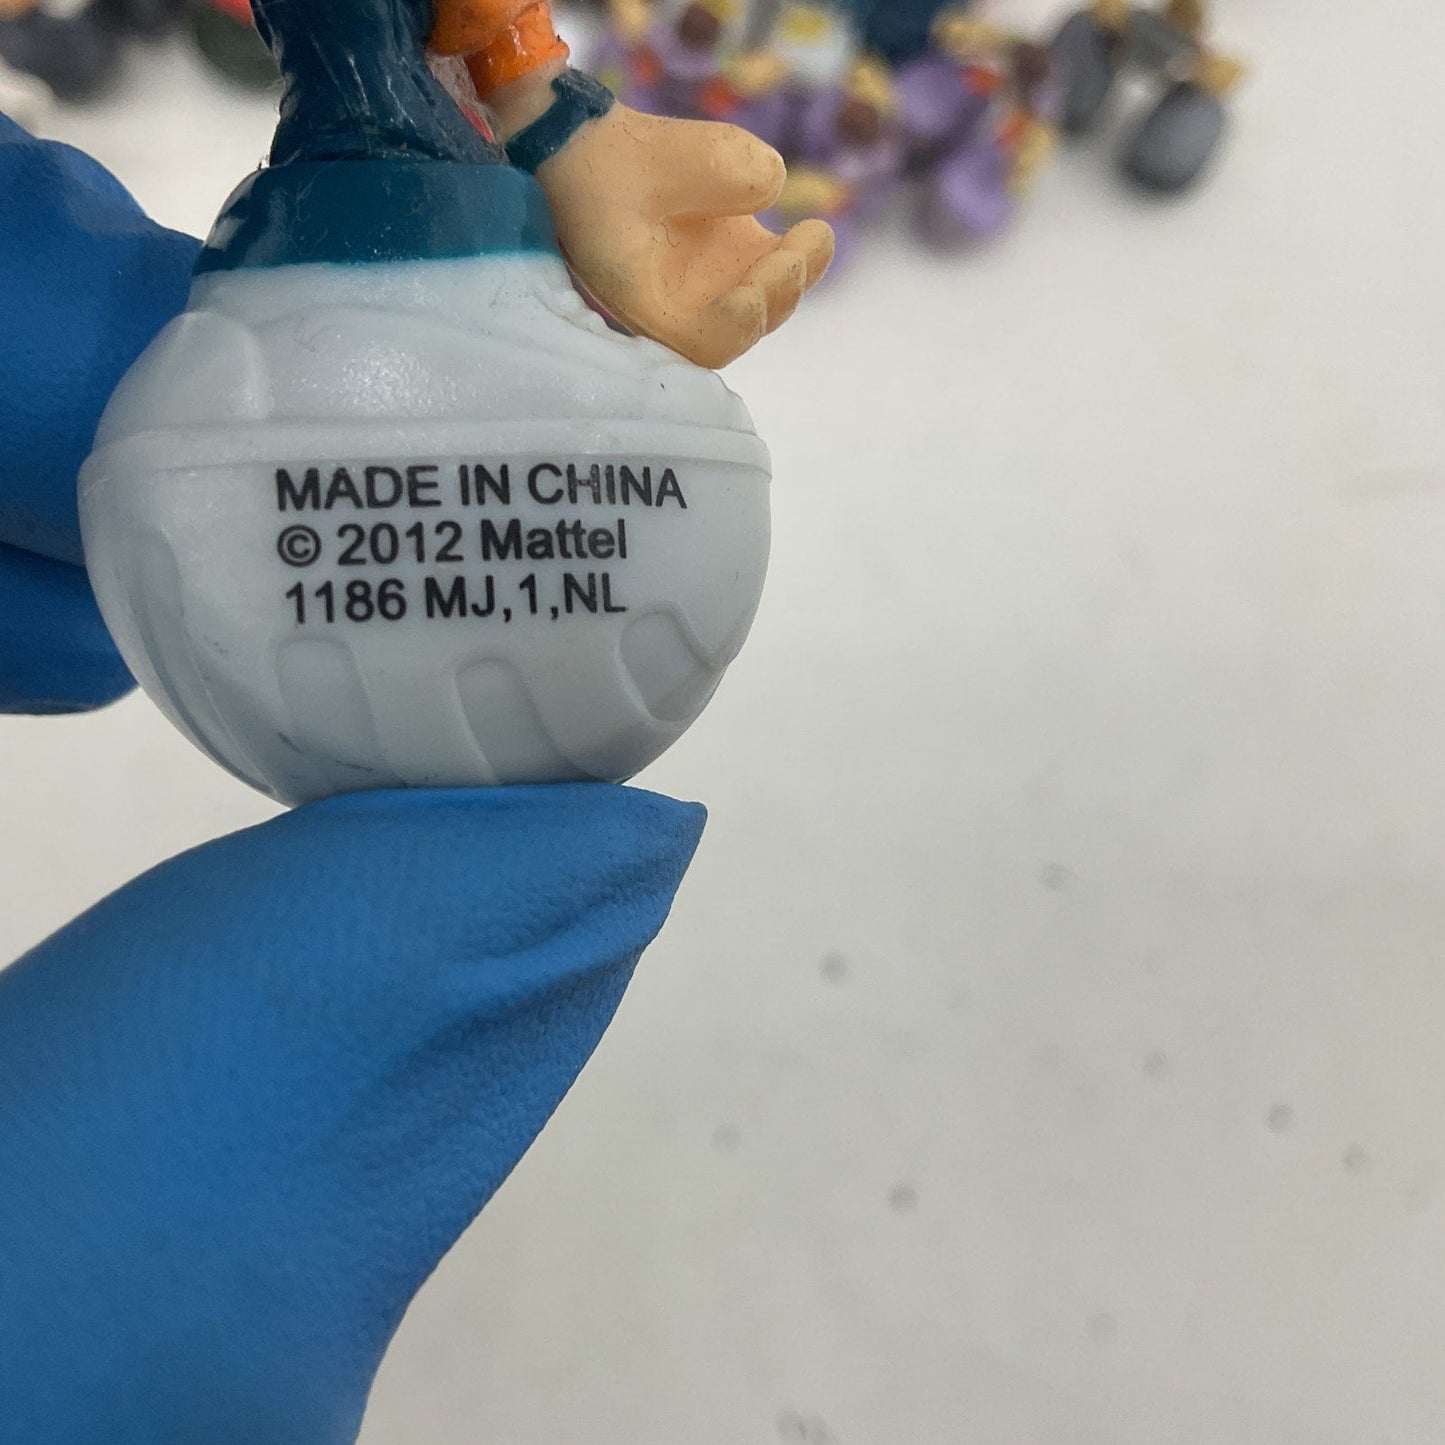 MADE IN CHINA
© 2012 Mattel
1186 MJ,1,NL